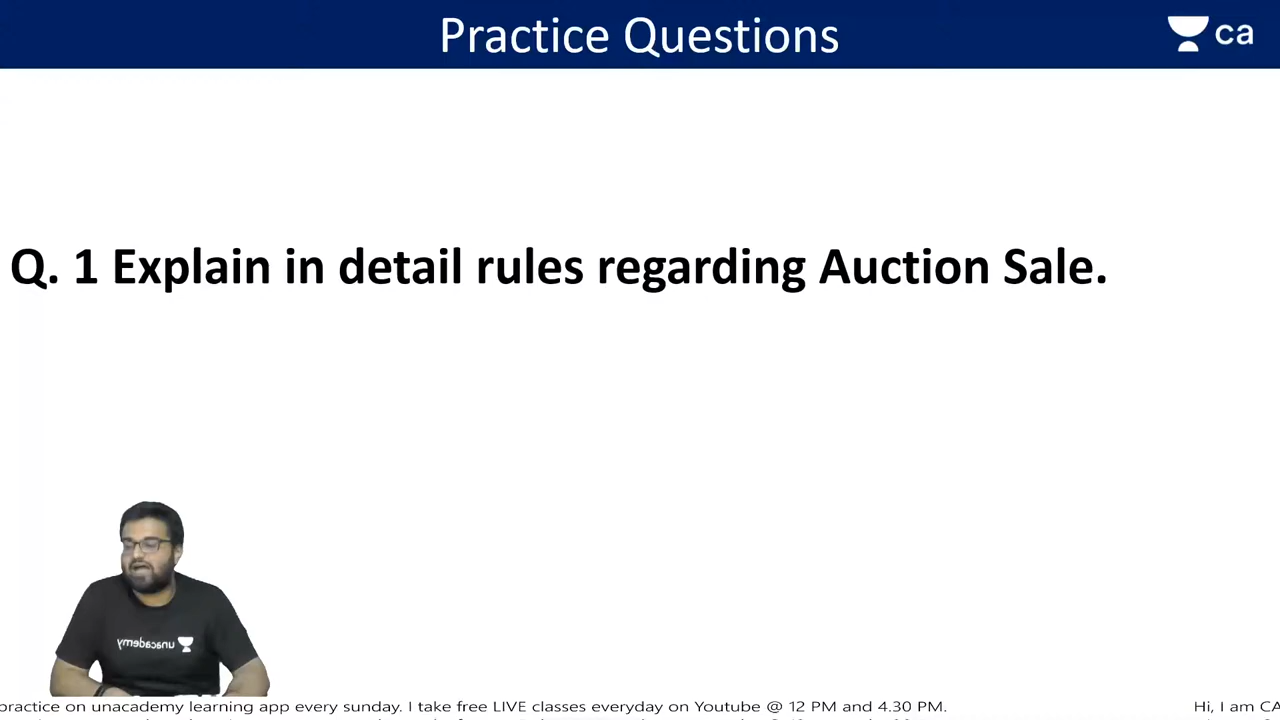 Practice Questions
ca
Q. 1 Explain in detail rules regarding Auction Sale.
unacademy
practice on unacademy learning app every sunday. I take free LIVE classes everyday on Youtube @ 12 PM and 4.30 PM. Hi, I am CA